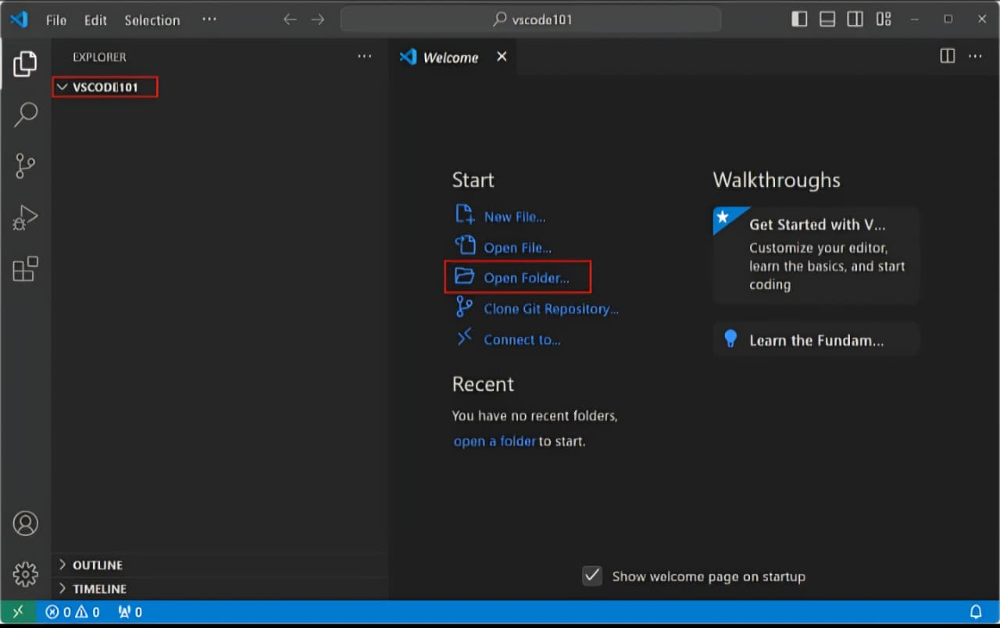 File Edit Selection ··· vscode101
EXPLORER ···
Welcome
VSCODE101
Start
New File...
Open File...
Open Folder...
Clone Git Repository...
Connect to...
Recent
You have no recent folders,
open a folder to start.
Walkthroughs
Get Started with V...
Customize your editor,
learn the basics, and start
coding
Learn the Fundam...
OUTLINE
TIMELINE
Show welcome page on startup
0 0 0